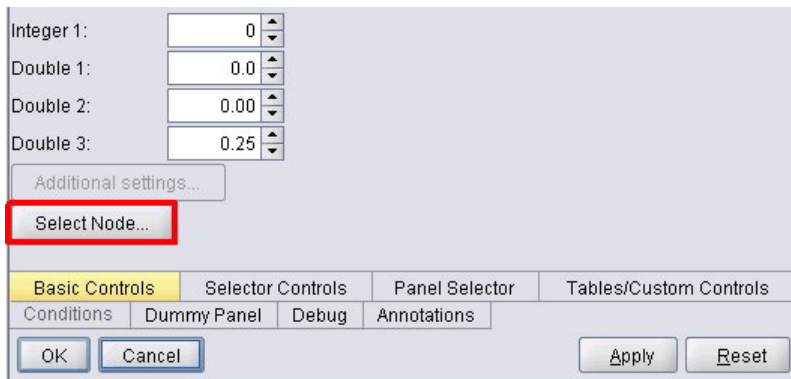 Integer 1: 0
Double 1: 0.0
Double 2: 0.00
Double 3: 0.25
Additional settings...
Select Node...
Basic Controls Selector Controls Panel Selector Tables/Custom Controls
Conditions Dummy Panel Debug Annotations
OK Cancel Apply Reset